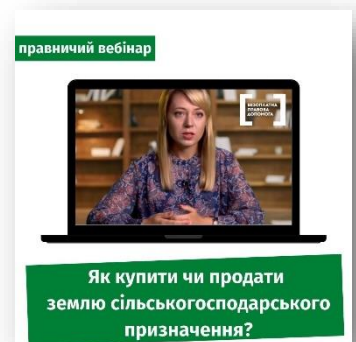 правничий вебінар
БЕЗОПЛАТНА
ПРАВОВА
ДОПОМОГА
Як купити чи продати
землю сільськогосподарського
призначення?